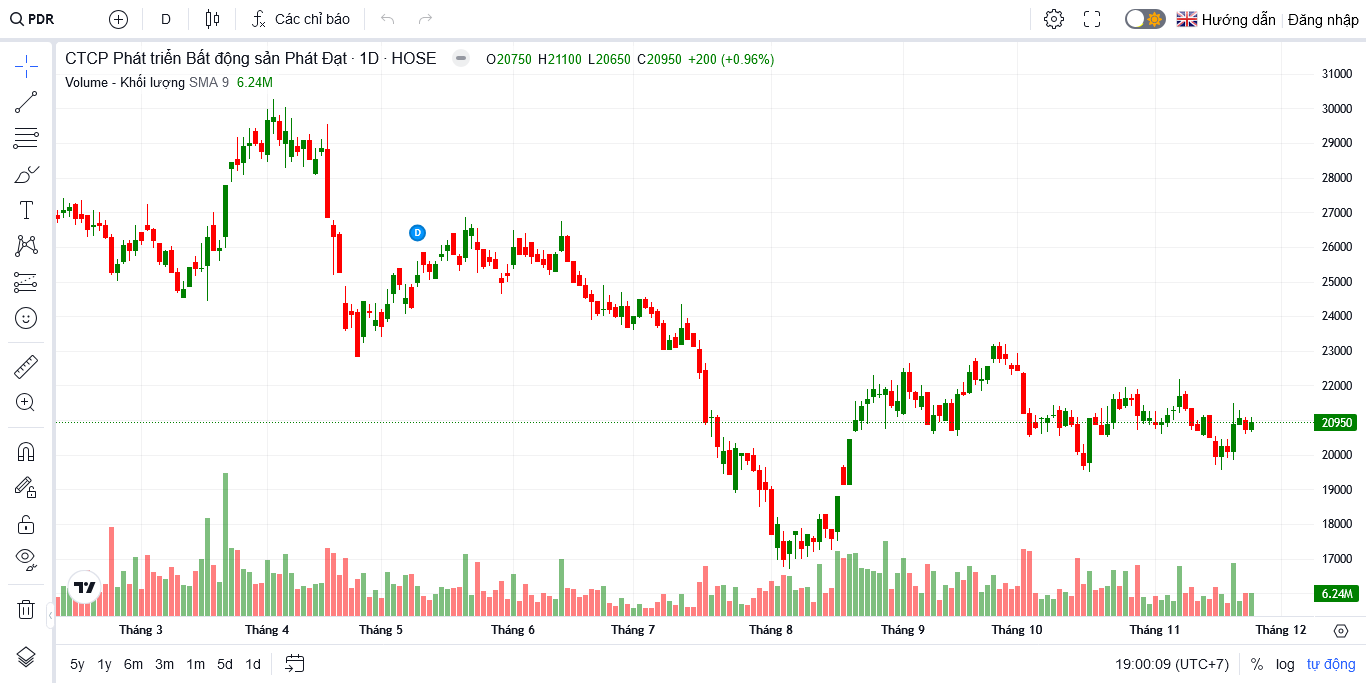 PDR
D
Các chỉ báo
Hướng dẫn
Đăng nhập
CTCP Phát triển Bất động sản Phát Đạt · 1D · HOSE O20750 H21100 L20650 C20950 +200 (+0.96%)
Volume - Khối lượng SMA 9 6.24M
D
31000
30000
29000
28000
27000
26000
25000
24000
23000
22000
20950
20000
19000
18000
17000
6.24M
Tháng 3 Tháng 4 Tháng 5 Tháng 6 Tháng 7 Tháng 8 Tháng 9 Tháng 10 Tháng 11 Tháng 12
5y 1y 6m 3m 1m 5d 1d
19:00:09 (UTC+7) % log tự động